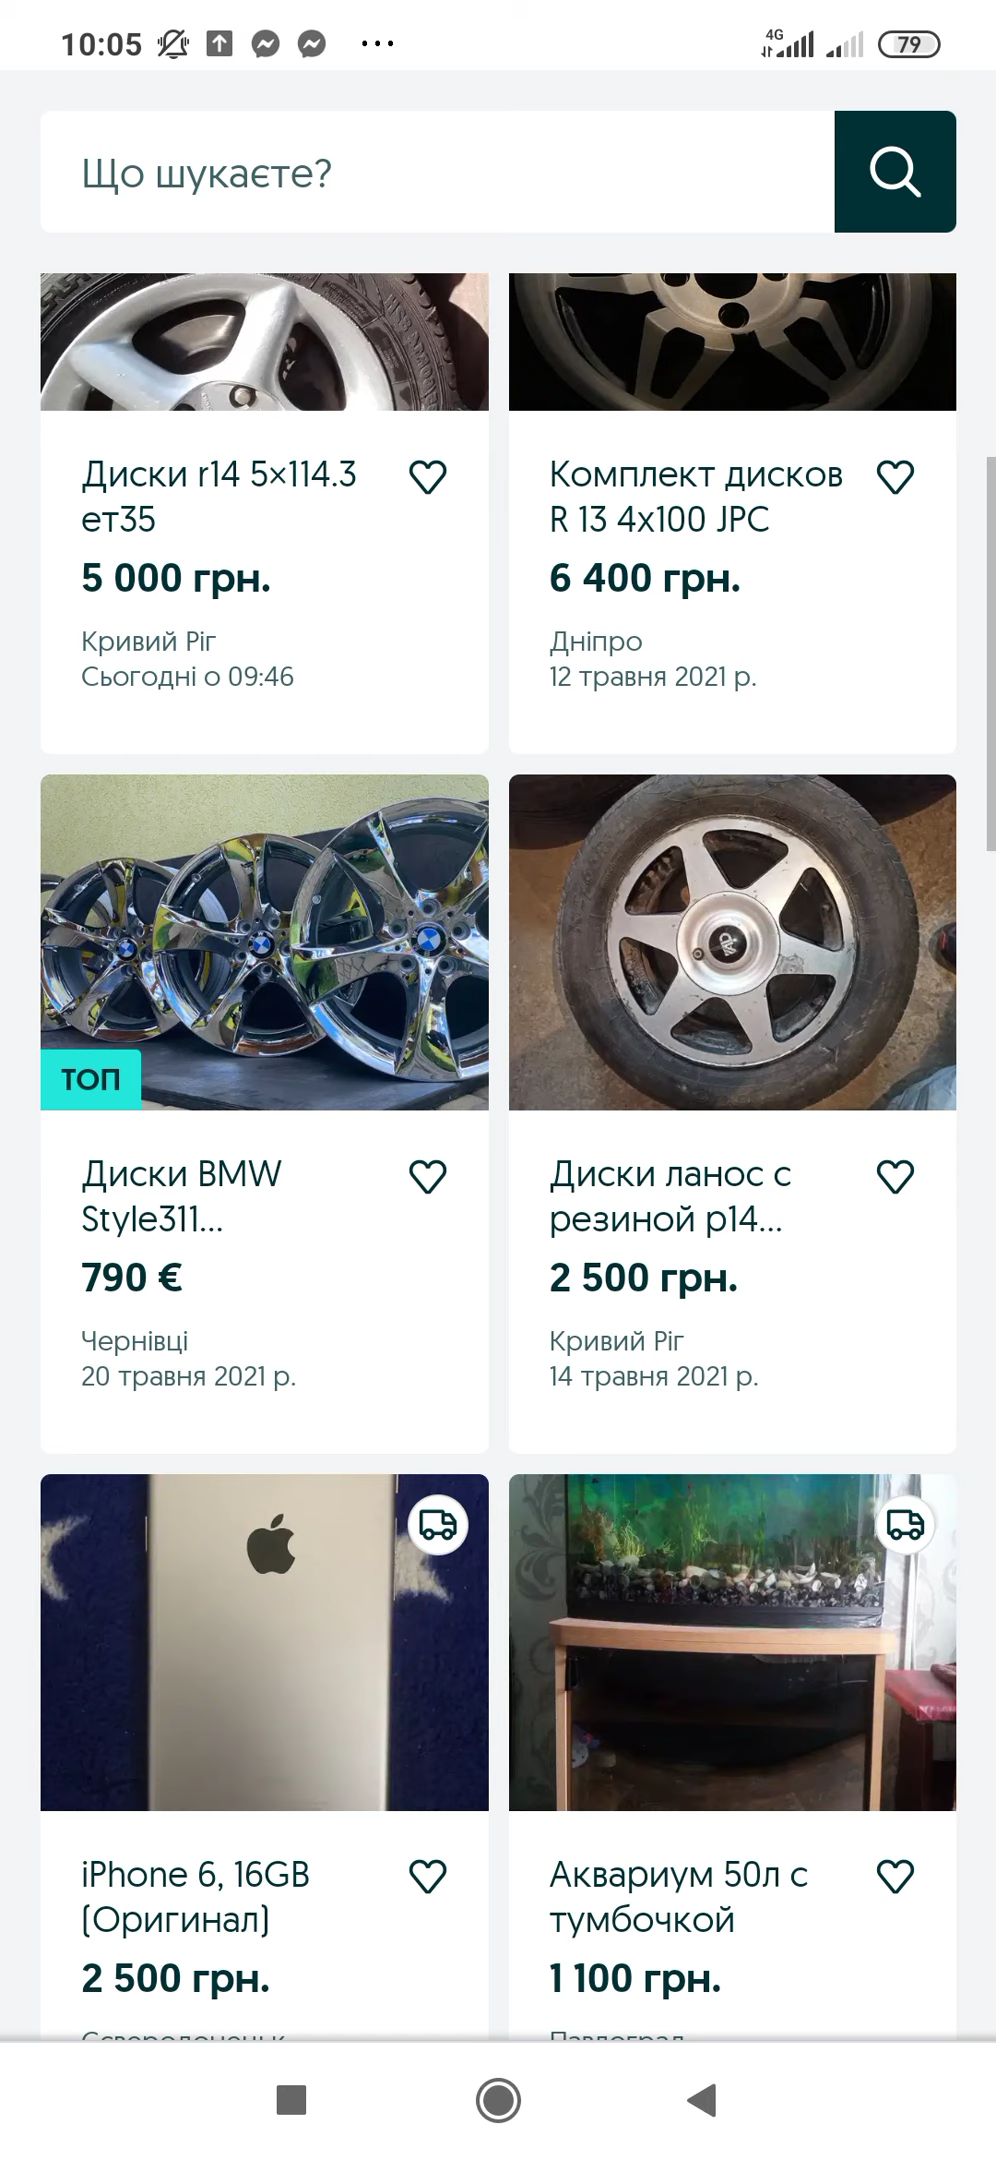 10:05
4G
79
Що шукаєте?
Диски r14 5×114.3
ет35
5 000 грн.
Кривий Ріг
Сьогодні о 09:46
Комплект дисков
R 13 4x100 JPC
6 400 грн.
Дніпро
12 травня 2021 р.
ТОП
Диски BMW
Style311...
790 €
Чернівці
20 травня 2021 р.
Диски ланос с
резиной р14...
2 500 грн.
Кривий Ріг
14 травня 2021 р.
iPhone 6, 16GB
(Оригинал)
2 500 грн.
Аквариум 50л с
тумбочкой
1 100 грн.
Павлоград